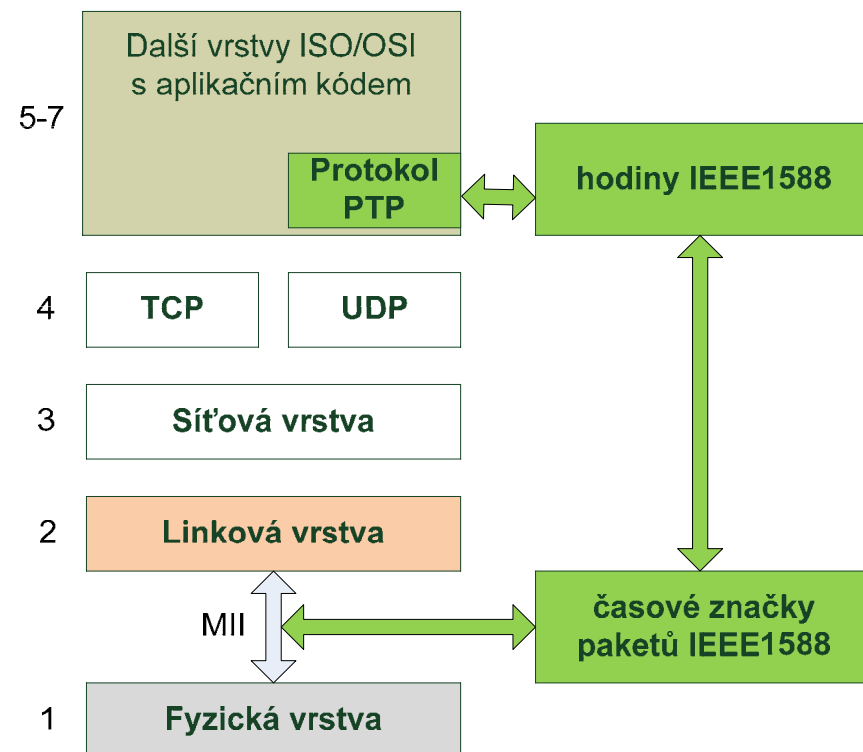 Další vrstvy ISO/OSI
s aplikačním kódem
5-7
Protokol
PTP
hodiny IEEE1588
4
TCP
UDP
3
Síťová vrstva
2
Linková vrstva
MII
časové značky
paketů IEEE1588
1
Fyzická vrstva